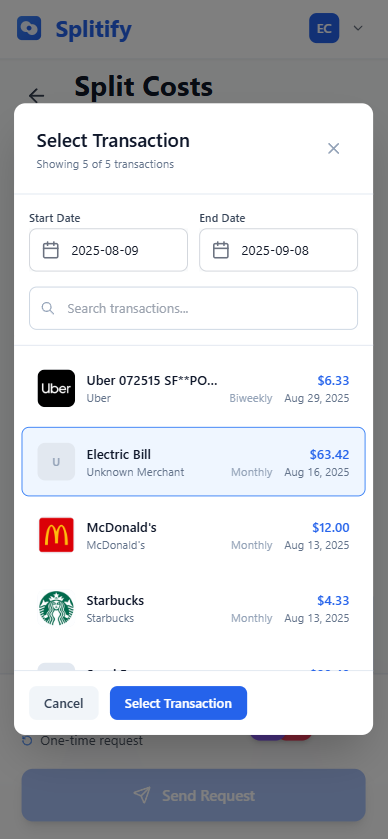 Splitify
EC
Split Costs
Select Transaction
Showing 5 of 5 transactions
Start Date
End Date
2025-08-09
2025-09-08
Search transactions...
Uber
Uber 072515 SF**PO...
$6.33
Uber
Biweekly
Aug 29, 2025
U
Electric Bill
$63.42
Unknown Merchant
Monthly
Aug 16, 2025
McDonald's
$12.00
McDonald's
Monthly
Aug 13, 2025
Starbucks
$4.33
Starbucks
Monthly
Aug 13, 2025
Cancel
Select Transaction
One-time request
Send Request